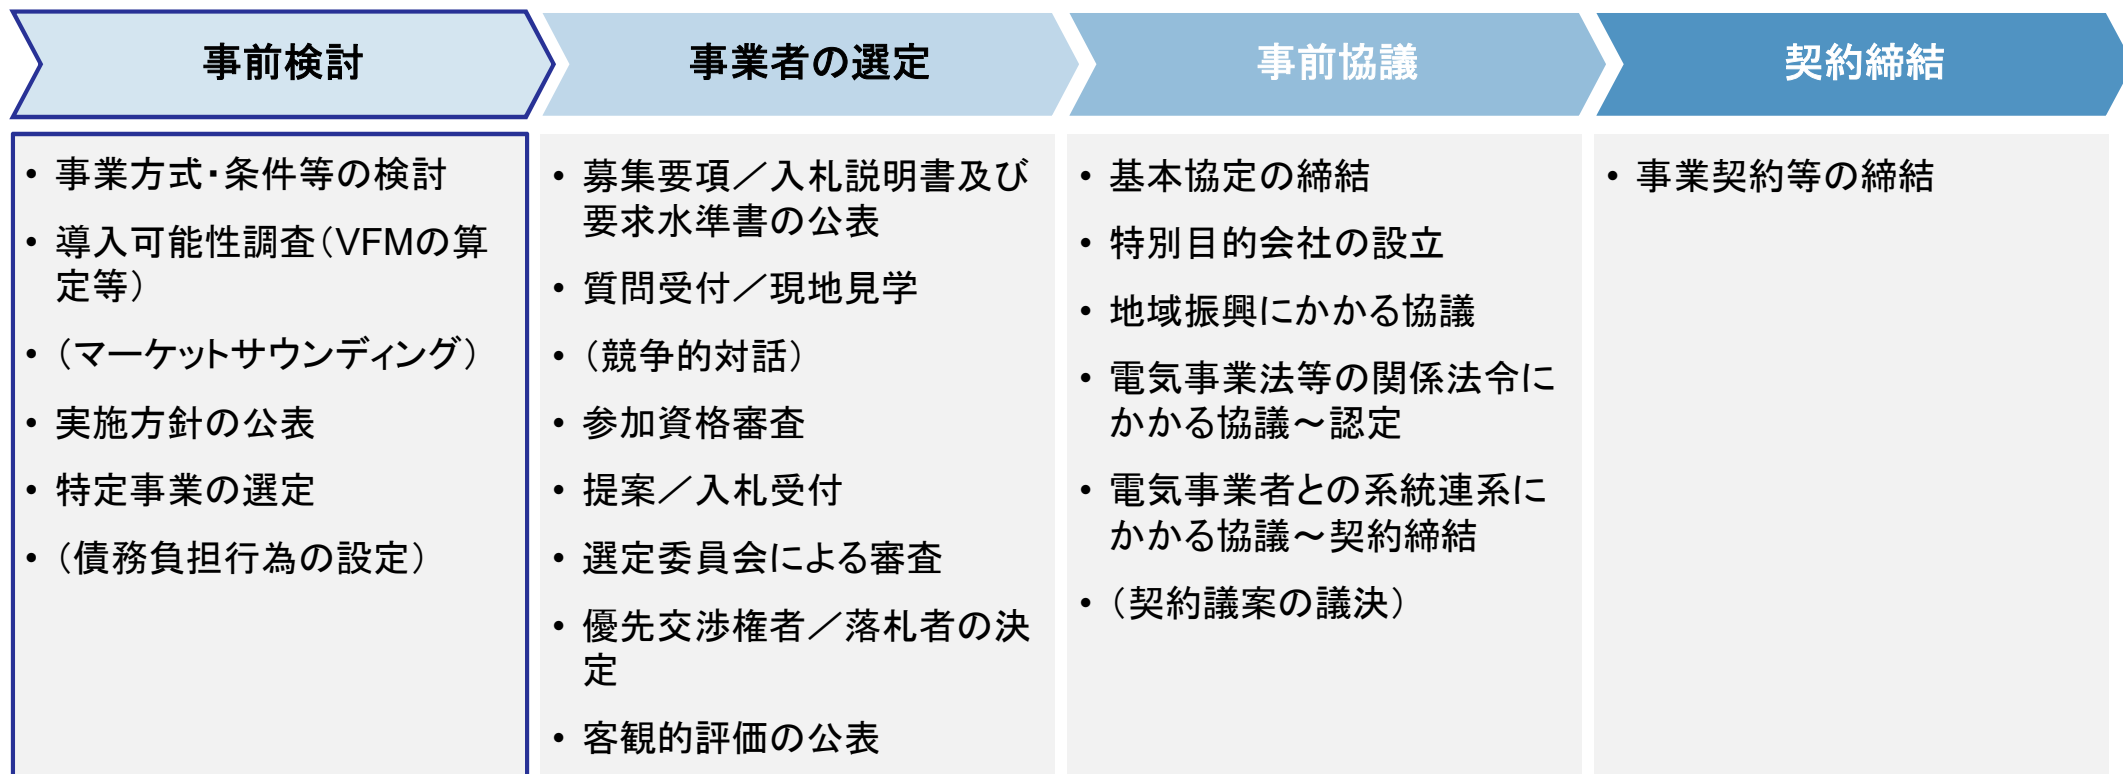 事前検討
事業者の選定
事前協議
契約締結
• 事業方式・条件等の検討
• 導入可能性調査（VFMの算
定等）
• （マーケットサウンディング）
• 実施方針の公表
• 特定事業の選定
• （債務負担行為の設定）
• 募集要項／入札説明書及び
要求水準書の公表
• 質問受付／現地見学
• （競争的対話）
• 参加資格審査
• 提案／入札受付
• 選定委員会による審査
• 優先交渉権者／落札者の決
定
• 客観的評価の公表
• 基本協定の締結
• 特別目的会社の設立
• 地域振興にかかる協議
• 電気事業法等の関係法令に
かかる協議～認定
• 電気事業者との系統連系に
かかる協議～契約締結
• （契約議案の議決）
• 事業契約等の締結